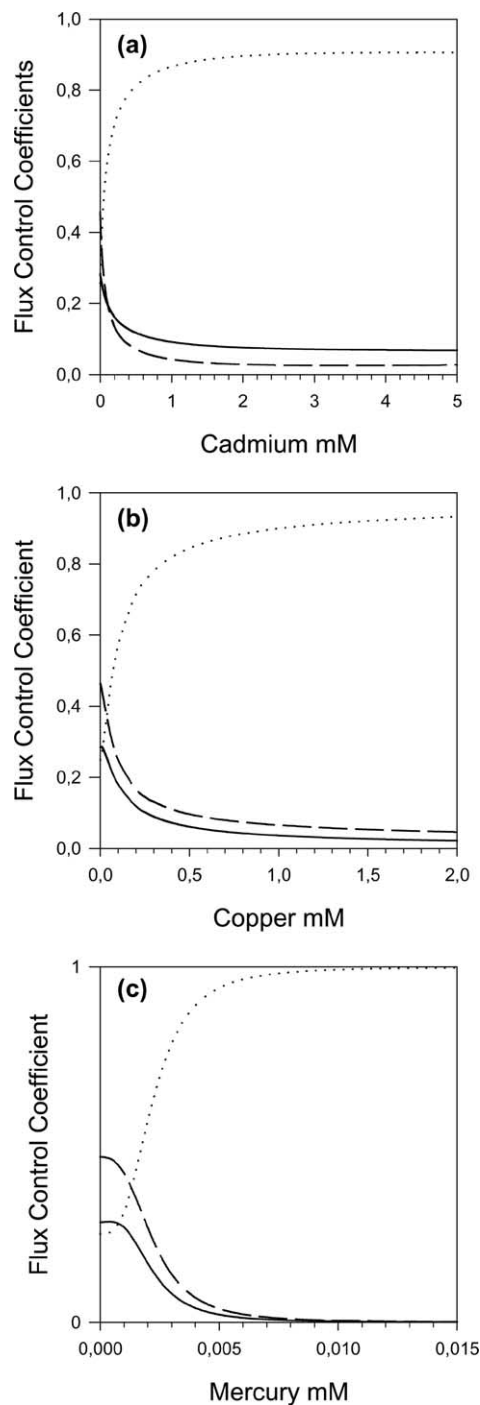 1,0
(a)
0,8
0,6
0,4
0,2
0,0
Flux Control Coefficients
0 1 2 3 4 5
Cadmium mM
1,0
(b)
0,8
0,6
0,4
0,2
0,0
Flux Control Coefficient
0,0 0,5 1,0 1,5 2,0
Copper mM
1
(c)
0
Flux Control Coefficient
0,000 0,005 0,010 0,015
Mercury mM